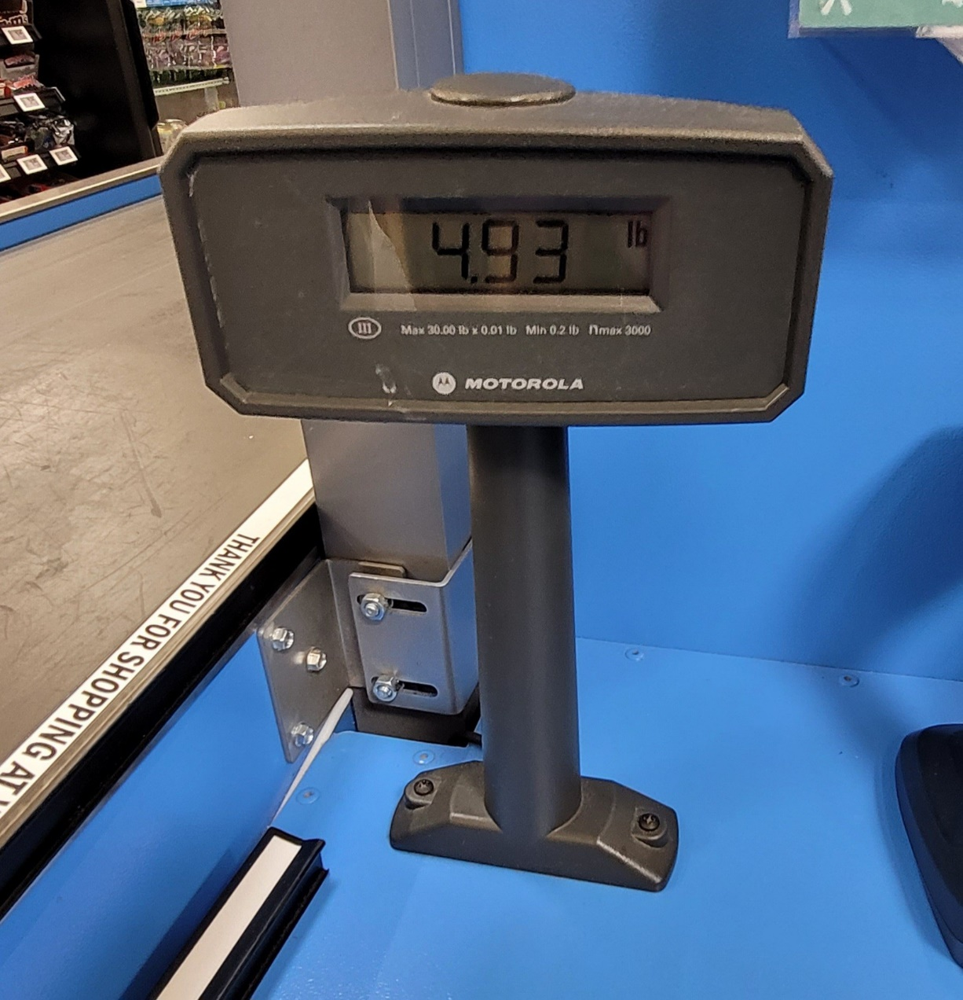 4.93 lb
III Max 30.00 lb x 0.01 lb Min 0.2 lb nmax 3000
MOTOROLA
THANK YOU FOR SHOPPING AT